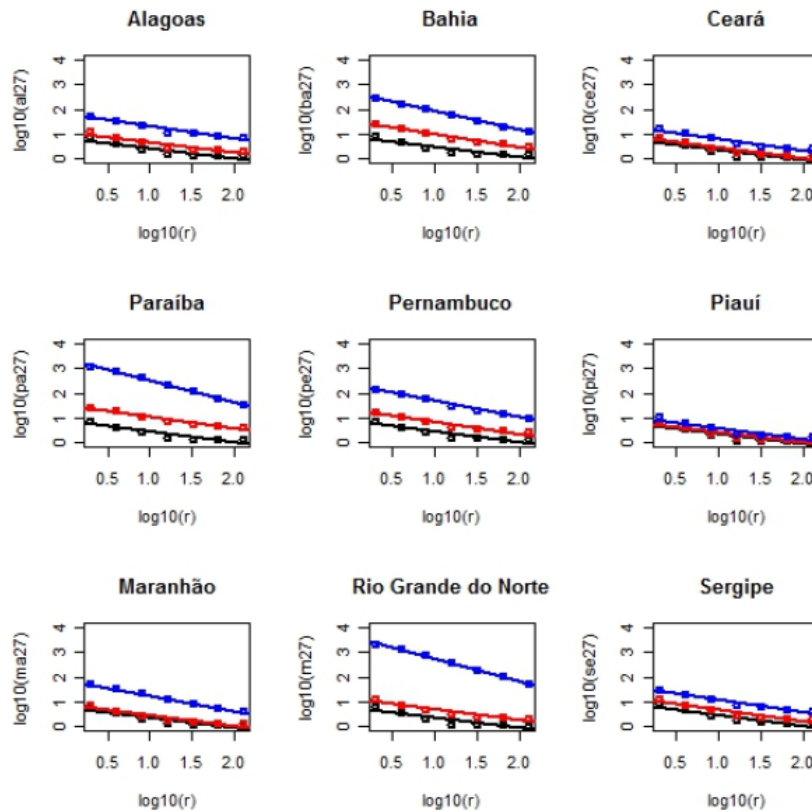 Alagoas
log10(al27)
4
3
2
1
0
0.5 1.0 1.5 2.0
log10(r)
Bahia
log10(ba27)
4
3
2
1
0
0.5 1.0 1.5 2.0
log10(r)
Ceará
log10(ce27)
4
3
2
1
0
0.5 1.0 1.5 2.0
log10(r)
Paraíba
log10(pa27)
4
3
2
1
0
0.5 1.0 1.5 2.0
log10(r)
Pernambuco
log10(pe27)
4
3
2
1
0
0.5 1.0 1.5 2.0
log10(r)
Piauí
log10(pi27)
4
3
2
1
0
0.5 1.0 1.5 2.0
log10(r)
Maranhão
log10(ma27)
4
3
2
1
0
0.5 1.0 1.5 2.0
log10(r)
Rio Grande do Norte
log10(rn27)
4
3
2
1
0
0.5 1.0 1.5 2.0
log10(r)
Sergipe
log10(se27)
4
3
2
1
0
0.5 1.0 1.5 2.0
log10(r)